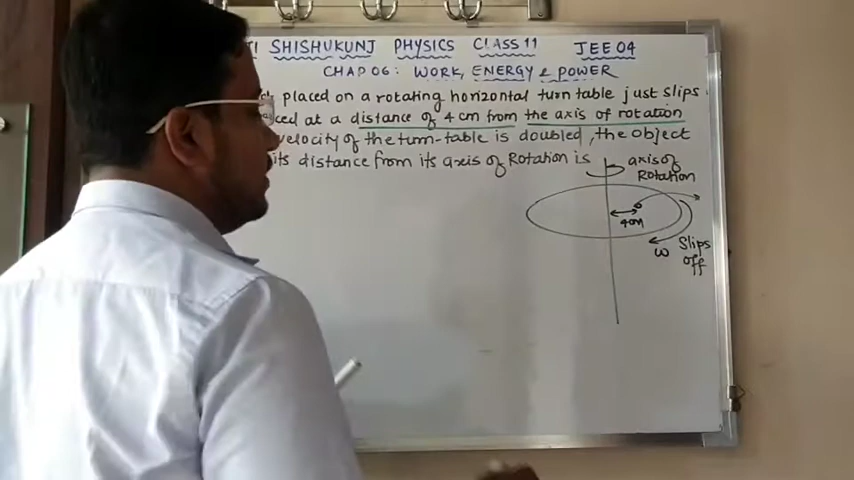 SHISHUKUNJ PHYSICS CLASS 11 JEE 04
CHAP 06: WORK, ENERGY & POWER
PLACED ON A ROTATING HORIZONTAL TURN TABLE JUST SLIPS
AT A DISTANCE OF 4 CM FROM THE AXIS OF ROTATION
VELOCITY OF THE TURN-TABLE IS DOUBLED, THE OBJECT
ITS DISTANCE FROM ITS AXIS OF ROTATION IS
AXIS OF
ROTATION
4cm
ω
Slips
off